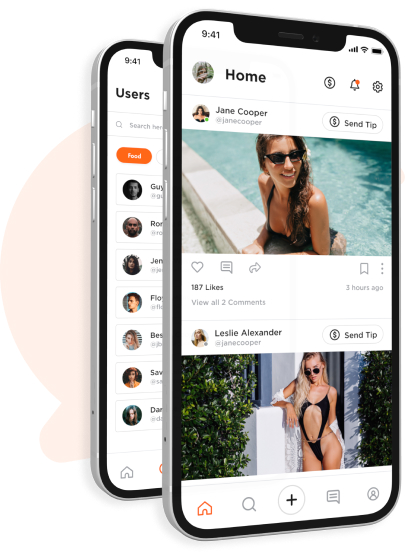 9:41
Users
Search her
Food
Guy
@gu
Ron
@ro
Jen
@je
Flo
@fl
Bes
@jb
Sav
@sa
Dar
@da
9:41
Home
Jane Cooper
@janecooper
Send Tip
187 Likes
3 hours ago
View all 2 Comments
Leslie Alexander
@janecooper
Send Tip